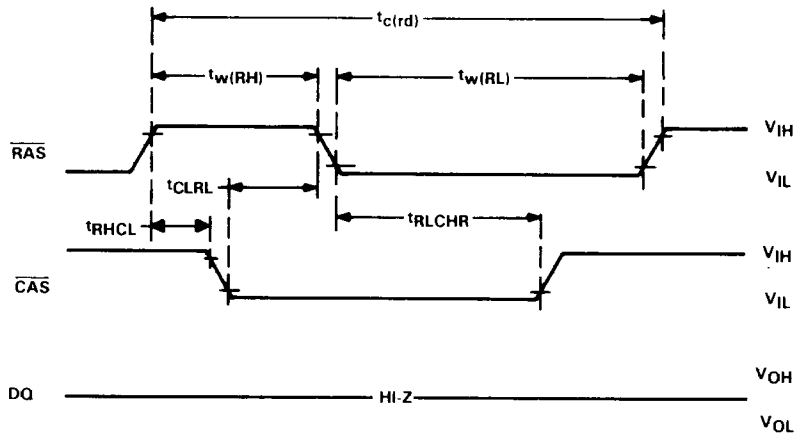 tc(rd)
tw(RH)
tw(RL)
RAS
VIH
VIL
tCLRL
tRHCL
tRLCHR
CAS
VIH
VIL
DQ
HI-Z
VOH
VOL